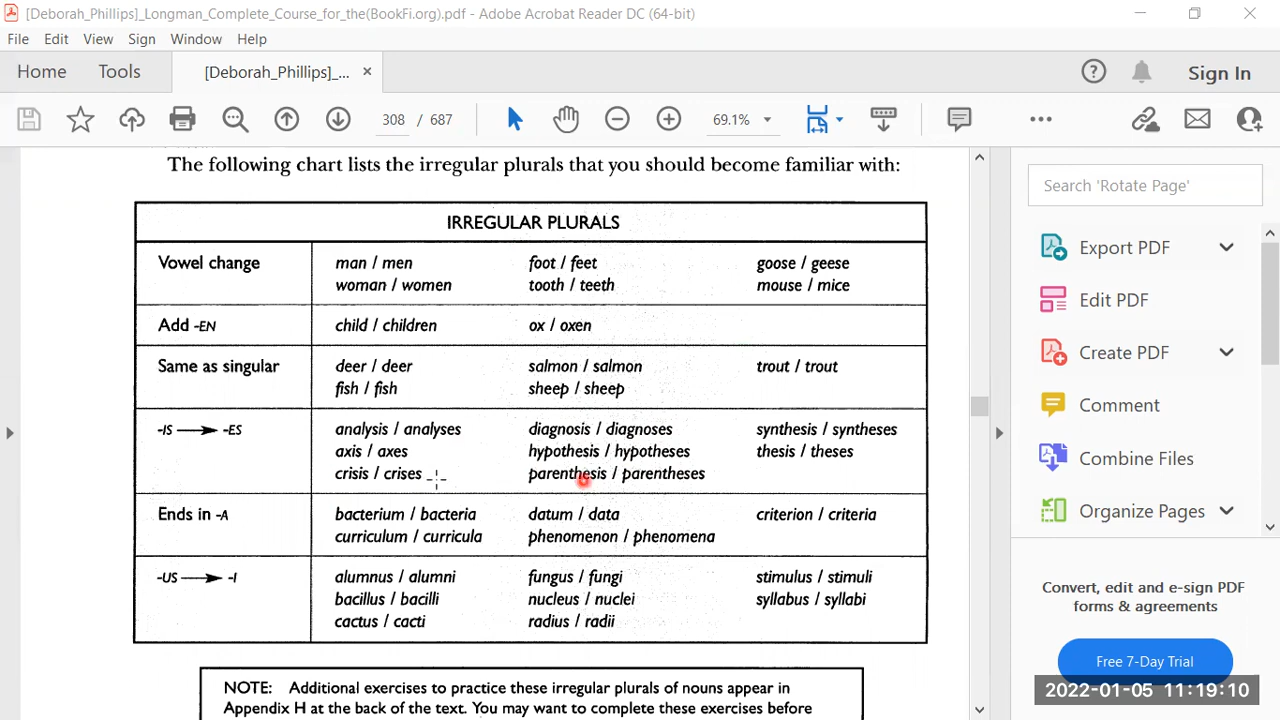 [Deborah_Phillips]_Longman_Complete_Course_for_the(BookFi.org).pdf - Adobe Acrobat Reader DC (64-bit)
File Edit View Sign Window Help
Home Tools [Deborah_Phillips]_... ×
Sign In
308 / 687 69.1%
The following chart lists the irregular plurals that you should become familiar with:
IRREGULAR PLURALS
Vowel change man / men foot / feet goose / geese
woman / women tooth / teeth mouse / mice
Add -EN child / children ox / oxen
Same as singular deer / deer salmon / salmon trout / trout
fish / fish sheep / sheep
-IS → -ES analysis / analyses diagnosis / diagnoses synthesis / syntheses
axis / axes hypothesis / hypotheses thesis / theses
crisis / crises parenthesis / parentheses
Ends in -A bacterium / bacteria datum / data criterion / criteria
curriculum / curricula phenomenon / phenomena
-US → -I alumnus / alumni fungus / fungi stimulus / stimuli
bacillus / bacilli nucleus / nuclei syllabus / syllabi
cactus / cacti radius / radii
NOTE: Additional exercises to practice these irregular plurals of nouns appear in
Appendix H at the back of the text. You may want to complete these exercises before
Search 'Rotate Page'
Export PDF
Edit PDF
Create PDF
Comment
Combine Files
Organize Pages
Convert, edit and e-sign PDF
forms & agreements
Free 7-Day Trial
2022-01-05 11:19:10